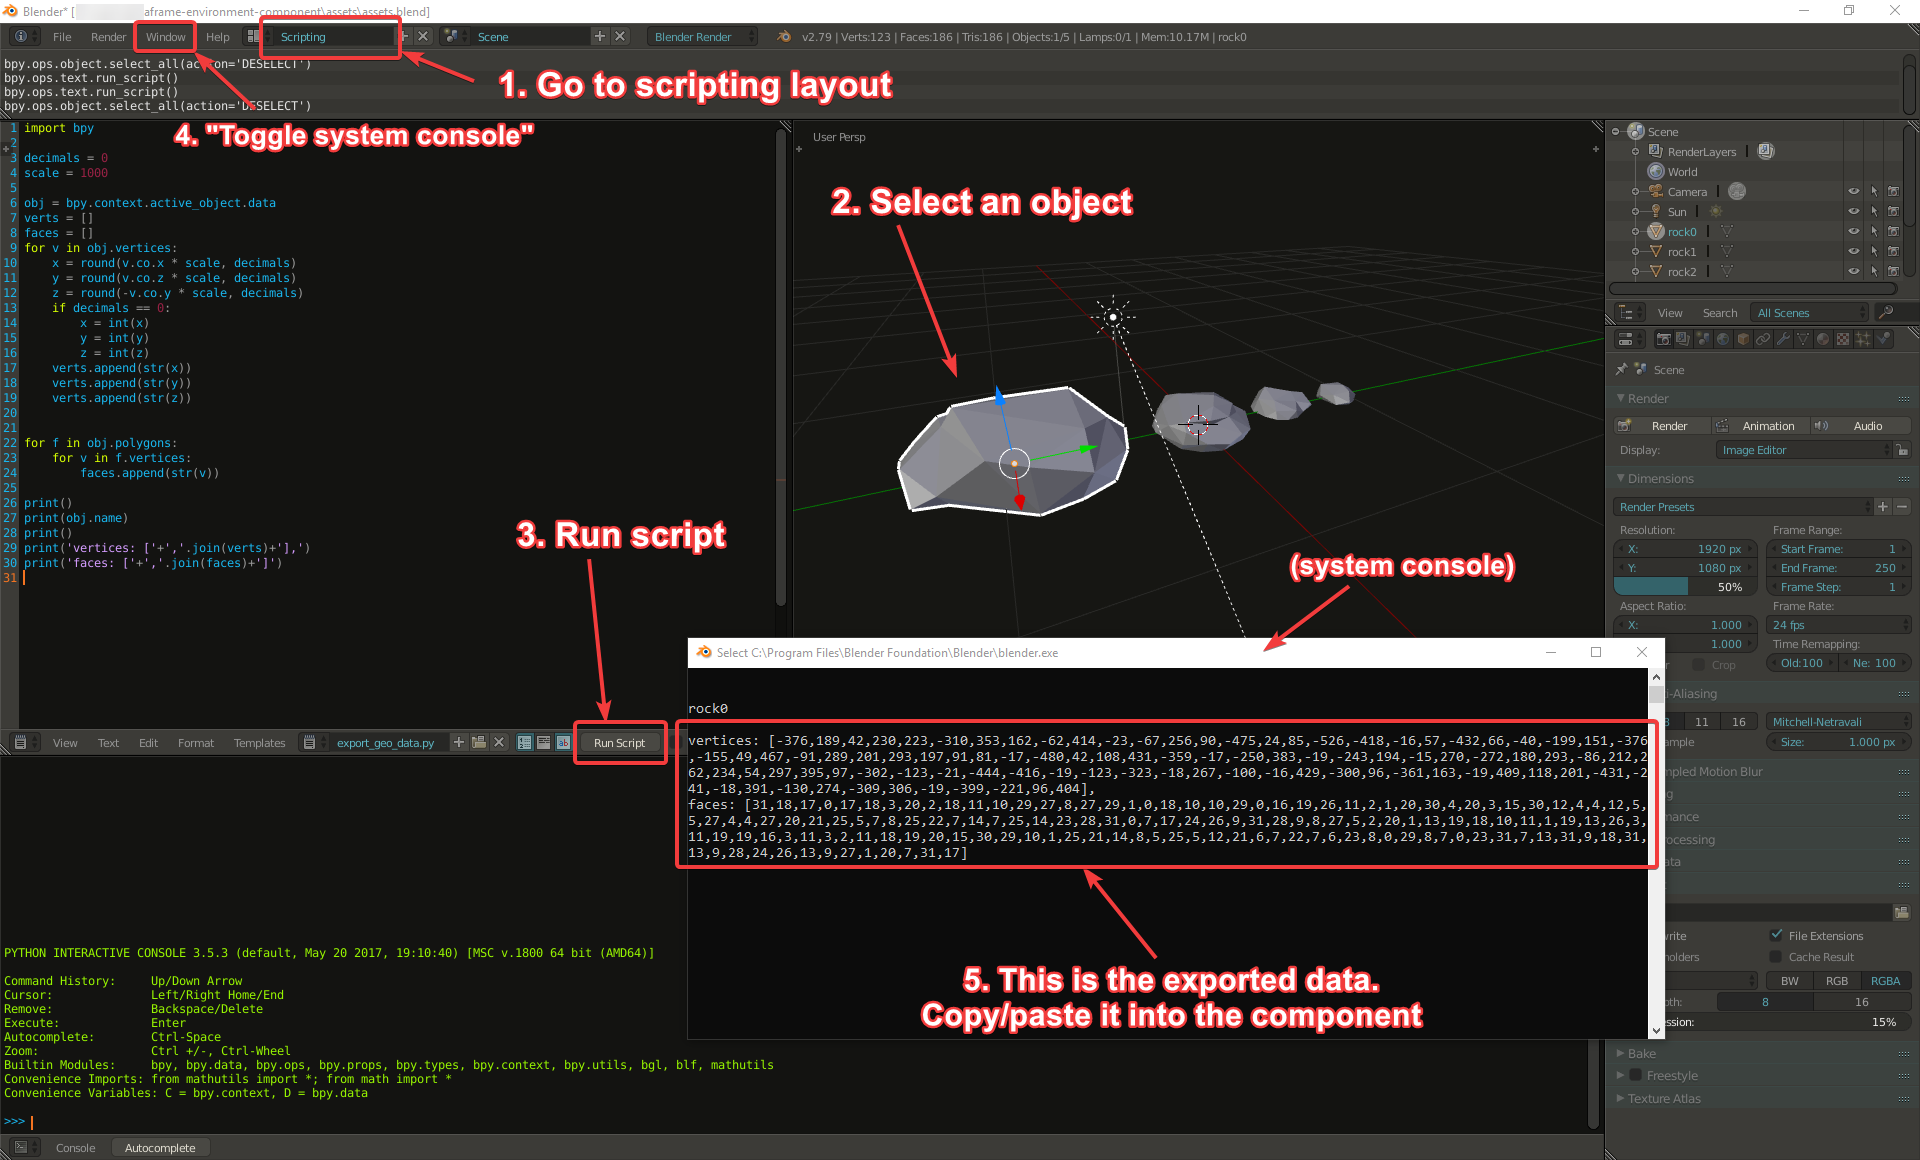 Blender* [ aframe-environment-component\assets\assets.blend]
File Render Window Help Scripting Scene Blender Render v2.79 | Verts:123 | Faces:186 | Tris:186 | Objects:1/5 | Lamps:0/1 | Mem:10.17M | rock0
bpy.ops.object.select_all(action='DESELECT')
bpy.ops.text.run_script()
bpy.ops.text.run_script()
bpy.ops.object.select_all(action='DESELECT')
1. Go to scripting layout
4. "Toggle system console"
1 import bpy
2
3 decimals = 0
4 scale = 1000
5
6 obj = bpy.context.active_object.data
7 verts = []
8 faces = []
9 for v in obj.vertices:
10 x = round(v.co.x * scale, decimals)
11 y = round(v.co.z * scale, decimals)
12 z = round(-v.co.y * scale, decimals)
13 if decimals == 0:
14 x = int(x)
15 y = int(y)
16 z = int(z)
17 verts.append(str(x))
18 verts.append(str(y))
19 verts.append(str(z))
20
21
22 for f in obj.polygons:
23 for v in f.vertices:
24 faces.append(str(v))
25
26 print()
27 print(obj.name)
28 print()
29 print('vertices: ['+','.join(verts)+'],')
30 print('faces: ['+','.join(faces)+']')
31
User Persp
2. Select an object
3. Run script
(system console)
View Text Edit Format Templates export_geo_data.py Run Script
Select C:\Program Files\Blender Foundation\Blender\blender.exe
rock0
vertices: [-376,189,42,230,223,-310,353,162,-62,414,-23,-67,256,90,-475,24,85,-526,-418,-16,57,-432,66,-40,-199,151,-376
,-155,49,467,-91,289,201,293,197,91,81,-17,-480,42,108,431,-359,-17,-250,383,-19,-243,194,-15,270,-272,180,293,-86,212,2
62,234,54,297,395,97,-302,-123,-21,-444,-416,-19,-123,-323,-18,267,-100,-16,429,-300,96,-361,163,-19,409,118,201,-431,-2
41,-18,391,-130,274,-309,306,-19,-399,-221,96,404],
faces: [31,18,17,0,17,18,3,20,2,18,11,10,29,27,8,27,29,1,0,18,10,10,29,0,16,19,26,11,2,1,20,30,4,20,3,15,30,12,4,4,12,5,
5,27,4,4,27,20,21,25,5,7,8,25,22,7,14,7,25,14,23,28,31,0,7,17,24,26,9,31,28,9,8,27,5,2,20,1,13,19,18,10,11,1,19,13,26,3,
11,19,19,16,3,11,3,2,11,18,19,20,15,30,29,10,1,25,21,14,8,5,25,5,12,21,6,7,22,7,6,23,8,0,29,8,7,0,23,31,7,13,31,9,18,31,
13,9,28,24,26,13,9,27,1,20,7,31,17]
5. This is the exported data.
Copy/paste it into the component
PYTHON INTERACTIVE CONSOLE 3.5.3 (default, May 20 2017, 19:10:40) [MSC v.1800 64 bit (AMD64)]
Command History: Up/Down Arrow
Cursor: Left/Right Home/End
Remove: Backspace/Delete
Execute: Enter
Autocomplete: Ctrl-Space
Zoom: Ctrl +/-, Ctrl-Wheel
Builtin Modules: bpy, bpy.data, bpy.ops, bpy.props, bpy.types, bpy.context, bpy.utils, bgl, blf, mathutils
Convenience Imports: from mathutils import *; from math import *
Convenience Variables: C = bpy.context, D = bpy.data
>>>
Console Autocomplete
Scene
RenderLayers
World
Camera
Sun
rock0
rock1
rock2
View Search All Scenes
Scene
Render
Render Animation Audio
Display: Image Editor
Dimensions
Render Presets
Resolution: Frame Range:
X: 1920 px Start Frame: 1
Y: 1080 px End Frame: 250
50% Frame Step: 1
Aspect Ratio: Frame Rate:
X: 1.000 24 fps
1.000 Time Remapping:
Crop Old:100 Ne: 100
-Aliasing
8 11 16 Mitchell-Netravali
ample Size: 1.000 px
mpled Motion Blur
g
mance
ocessing
ata
write File Extensions
holders Cache Result
BW RGB RGBA
pth: 8 16
ssion: 15%
Bake
Freestyle
Texture Atlas